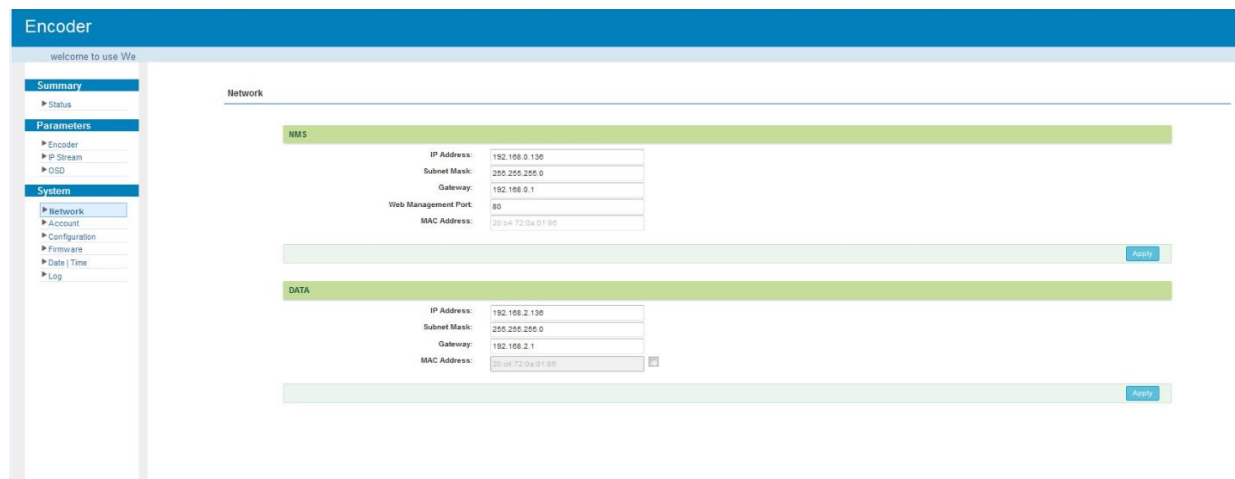 Encoder
welcome to use We
Summary
Status
Parameters
Encoder
IP Stream
OSD
System
Network
Account
Configuration
Firmware
Date | Time
Log
Network
NMS
IP Address: 192.168.0.136
Subnet Mask: 255.255.255.0
Gateway: 192.168.0.1
Web Management Port: 80
MAC Address:
Apply
DATA
IP Address: 192.168.2.136
Subnet Mask: 255.255.255.0
Gateway: 192.168.2.1
MAC Address:
Apply